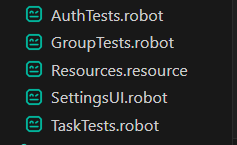 AuthTests.robot
GroupTests.robot
Resources.resource
SettingsUI.robot
TaskTests.robot